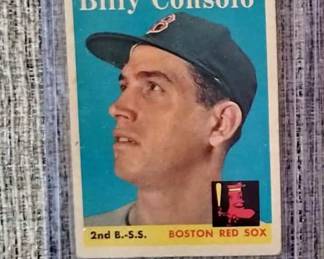 Billy Consolo
B
2nd B.-S.S. BOSTON RED SOX